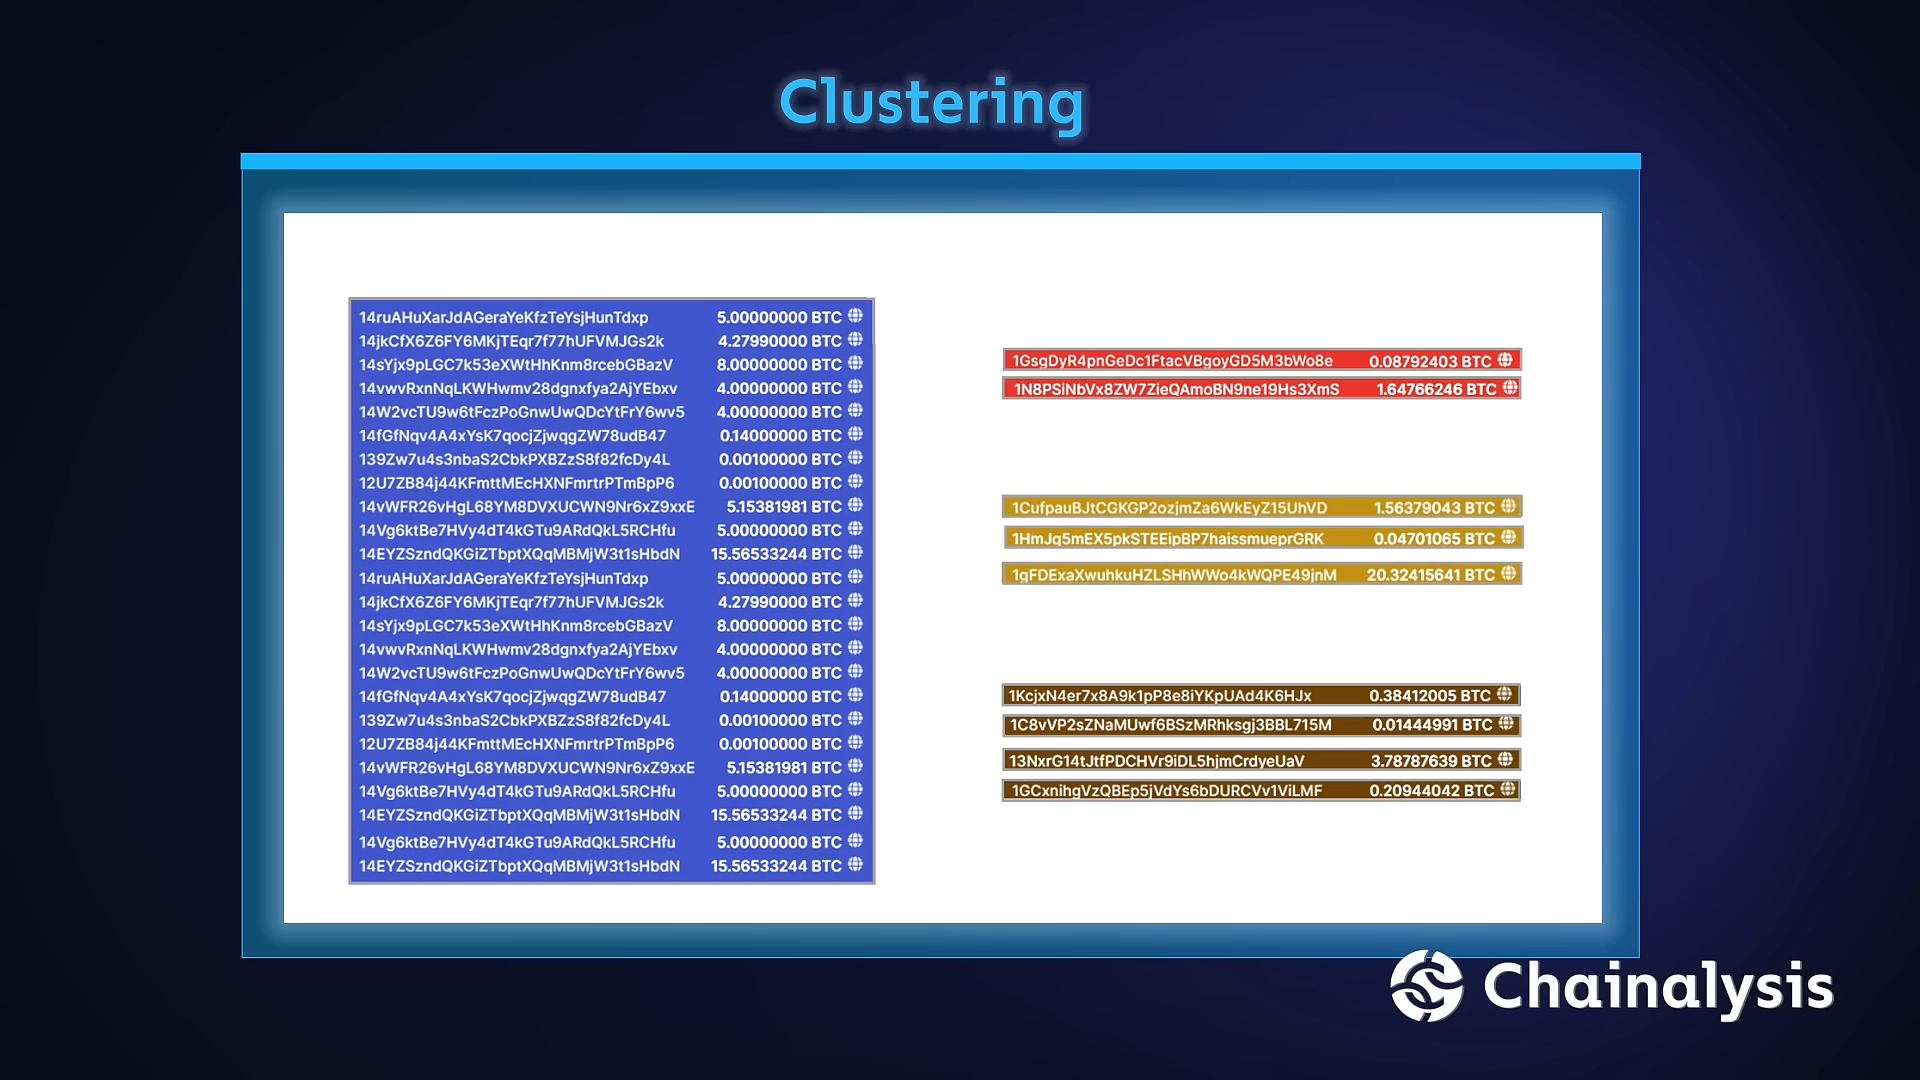 Clustering
14ruAHuXarJdAGeraYeKfzTeYsjHunTdxp 5.00000000 BTC
14jkCfX6Z6FY6MKjTEqr7f77hUFVMJGs2k 4.27990000 BTC
14sYjx9pLGC7k53eXWtHhKnm8rcebGBazV 8.00000000 BTC
14vwvRxnNqLKWHwmv28dgnxfya2AjYEbxv 4.00000000 BTC
14W2vcTU9w6tFczPoGnwUwQDcYtFrY6wv5 4.00000000 BTC
14fGfNqv4A4xYsK7qocjZjwqgZW78udB47 0.14000000 BTC
139Zw7u4s3nbaS2CbkPXBZzS8f82fcDy4L 0.00100000 BTC
12U7ZB84j44KFmttMEcHXNFmrtrPTmBpP6 0.00100000 BTC
14vWFR26vHgL68YM8DVXUCWN9Nr6xZ9xxE 5.15381981 BTC
14Vg6ktBe7HVy4dT4kGTu9ARdQkL5RCHfu 5.00000000 BTC
14EYZSzndQKGiZTbptXQqMBMjW3t1sHbdN 15.56533244 BTC
14ruAHuXarJdAGeraYeKfzTeYsjHunTdxp 5.00000000 BTC
14jkCfX6Z6FY6MKjTEqr7f77hUFVMJGs2k 4.27990000 BTC
14sYjx9pLGC7k53eXWtHhKnm8rcebGBazV 8.00000000 BTC
14vwvRxnNqLKWHwmv28dgnxfya2AjYEbxv 4.00000000 BTC
14W2vcTU9w6tFczPoGnwUwQDcYtFrY6wv5 4.00000000 BTC
14fGfNqv4A4xYsK7qocjZjwqgZW78udB47 0.14000000 BTC
139Zw7u4s3nbaS2CbkPXBZzS8f82fcDy4L 0.00100000 BTC
12U7ZB84j44KFmttMEcHXNFmrtrPTmBpP6 0.00100000 BTC
14vWFR26vHgL68YM8DVXUCWN9Nr6xZ9xxE 5.15381981 BTC
14Vg6ktBe7HVy4dT4kGTu9ARdQkL5RCHfu 5.00000000 BTC
14EYZSzndQKGiZTbptXQqMBMjW3t1sHbdN 15.56533244 BTC
14Vg6ktBe7HVy4dT4kGTu9ARdQkL5RCHfu 5.00000000 BTC
14EYZSzndQKGiZTbptXQqMBMjW3t1sHbdN 15.56533244 BTC
1GsgDyR4pnGeDc1FtacVBgoyGD5M3bWo8e 0.08792403 BTC
1N8PSiNbVx8ZW7ZieQAmoBN9ne19Hs3XmS 1.64766246 BTC
1CufpauBJtCGKGP2ozjmZa6WkEyZ15UhVD 1.56379043 BTC
1HmJq5mEX5pkSTEEipBP7haissmueprGRK 0.04701065 BTC
1gFDExaXwuhkuHZLSHhWWo4kWQPE49jnM 20.32415641 BTC
1KcjxN4er7x8A9k1pP8e8iYKpUAd4K6HJx 0.38412005 BTC
1C8vVP2sZNaMUwf6BSzMRhksgj3BBL715M 0.01444991 BTC
13NxrG14tJtfPDCHVr9iDL5hjmCrdyeUaV 3.78787639 BTC
1GCxnihgVzQBEp5jVdYs6bDURCVv1ViLMF 0.20944042 BTC
Chainalysis